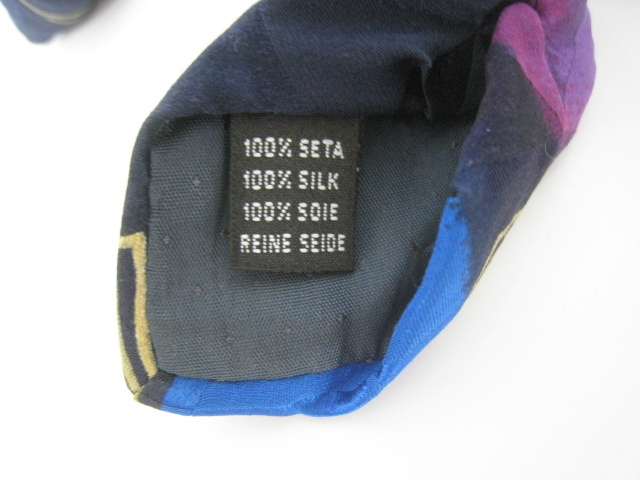 100% SETA
100% SILK
100% SOIE
REINE SEIDE